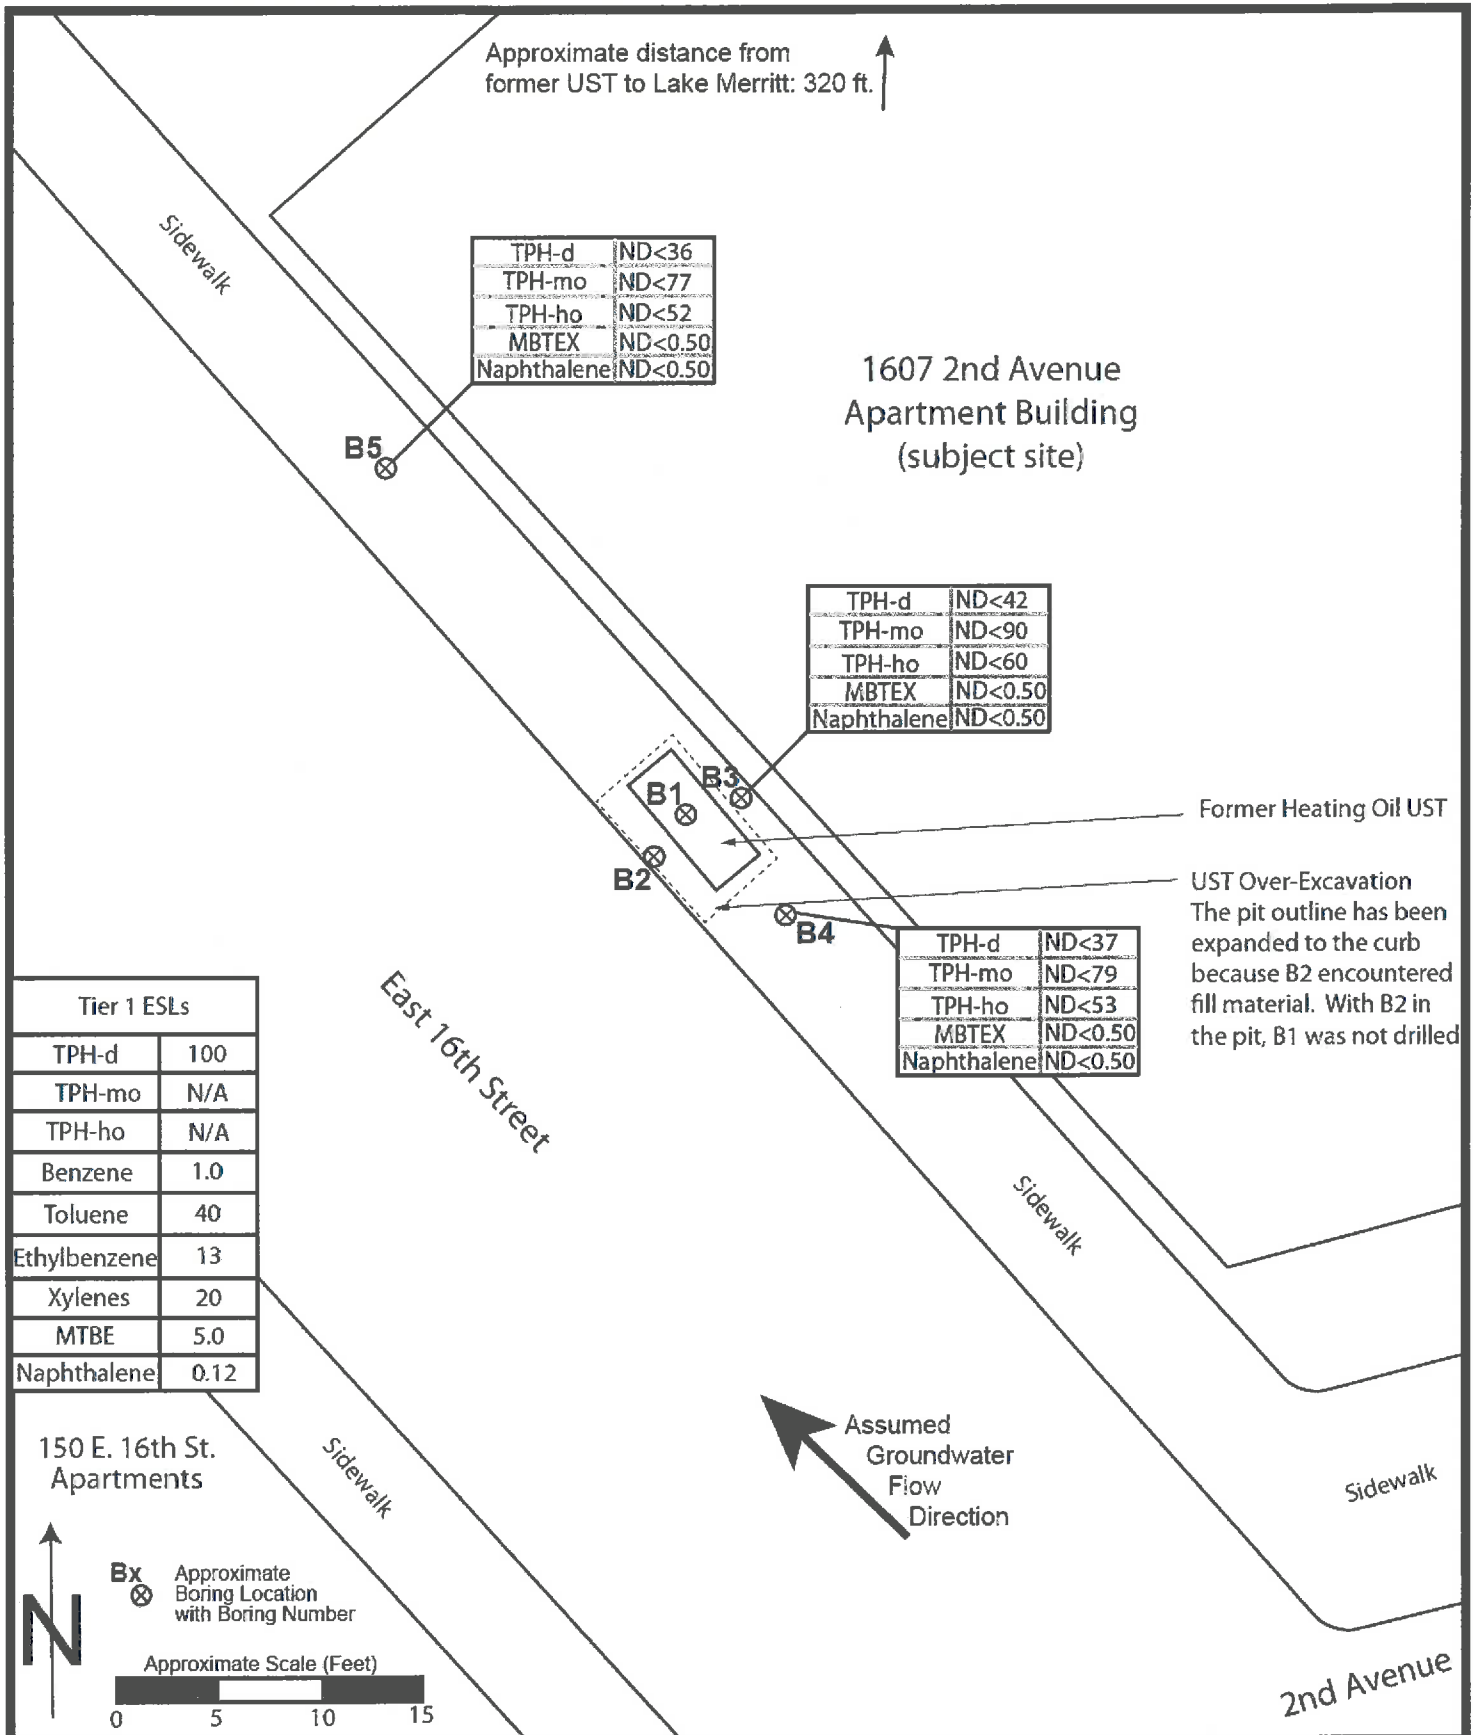 Approximate distance from
former UST to Lake Merritt: 320 ft.
Sidewalk
TPH-d ND<36
TPH-mo ND<77
TPH-ho ND<52
MBTEX ND<0.50
Naphthalene ND<0.50
1607 2nd Avenue
Apartment Building
(subject site)
B5
TPH-d ND<42
TPH-mo ND<90
TPH-ho ND<60
MBTEX ND<0.50
Naphthalene ND<0.50
B3
B1
B2
B4
Former Heating Oil UST
UST Over-Excavation
The pit outline has been
expanded to the curb
because B2 encountered
fill material. With B2 in
the pit, B1 was not drilled
TPH-d ND<37
TPH-mo ND<79
TPH-ho ND<53
MBTEX ND<0.50
Naphthalene ND<0.50
East 16th Street
Tier 1 ESLs
TPH-d 100
TPH-mo N/A
TPH-ho N/A
Benzene 1.0
Toluene 40
Ethylbenzene 13
Xylenes 20
MTBE 5.0
Naphthalene 0.12
Sidewalk
150 E. 16th St.
Apartments
Sidewalk
Assumed
Groundwater
Flow
Direction
Sidewalk
N
Bx Approximate
Boring Location
with Boring Number
Approximate Scale (Feet)
0 5 10 15
2nd Avenue